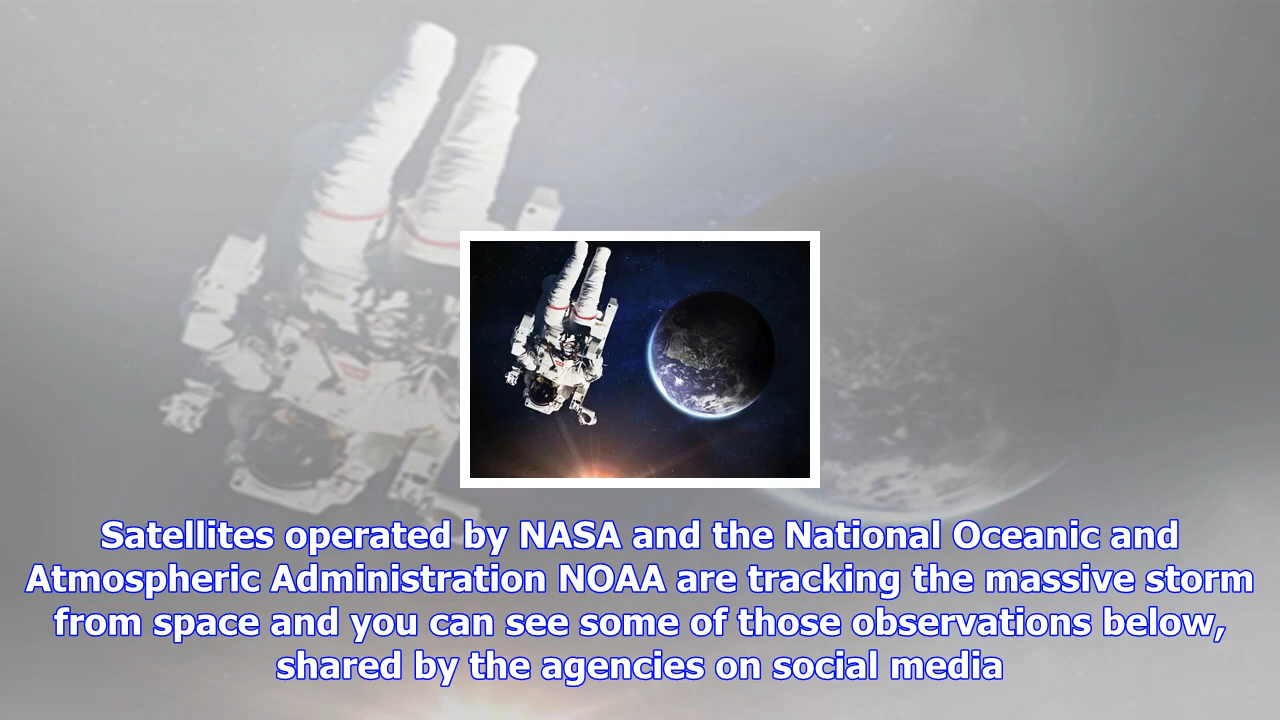 Satellites operated by NASA and the National Oceanic and
Atmospheric Administration NOAA are tracking the massive storm
from space and you can see some of those observations below,
shared by the agencies on social media